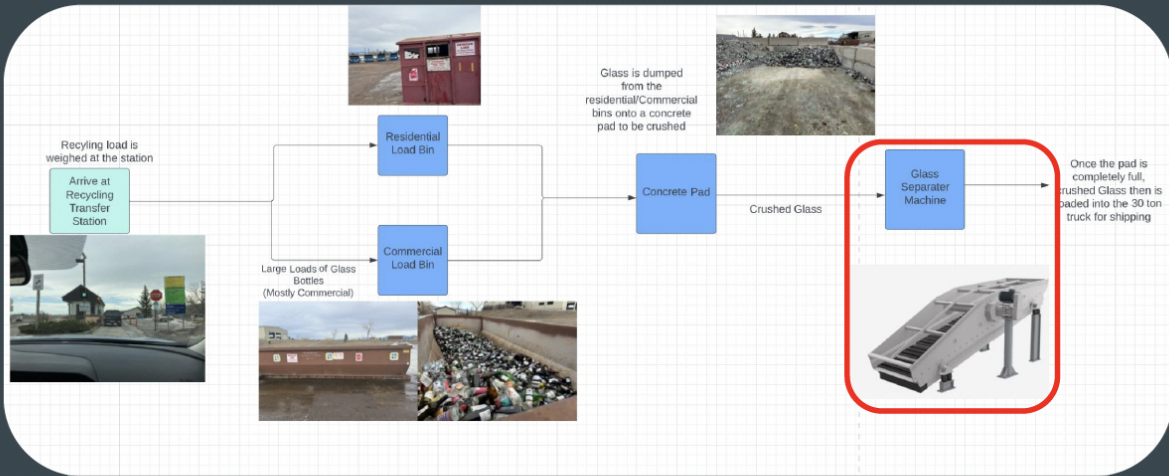 Recyling load is
weighed at the station
Arrive at
Recycling
Transfer
Station
Residential
Load Bin
Commercial
Load Bin
Large Loads of Glass
Bottles
(Mostly Commercial)
Glass is dumped
from the
residential/Commercial
bins onto a concrete
pad to be crushed
Concrete Pad
Crushed Glass
Glass
Separater
Machine
Once the pad is
completely full,
crushed Glass then is
oaded into the 30 ton
truck for shipping